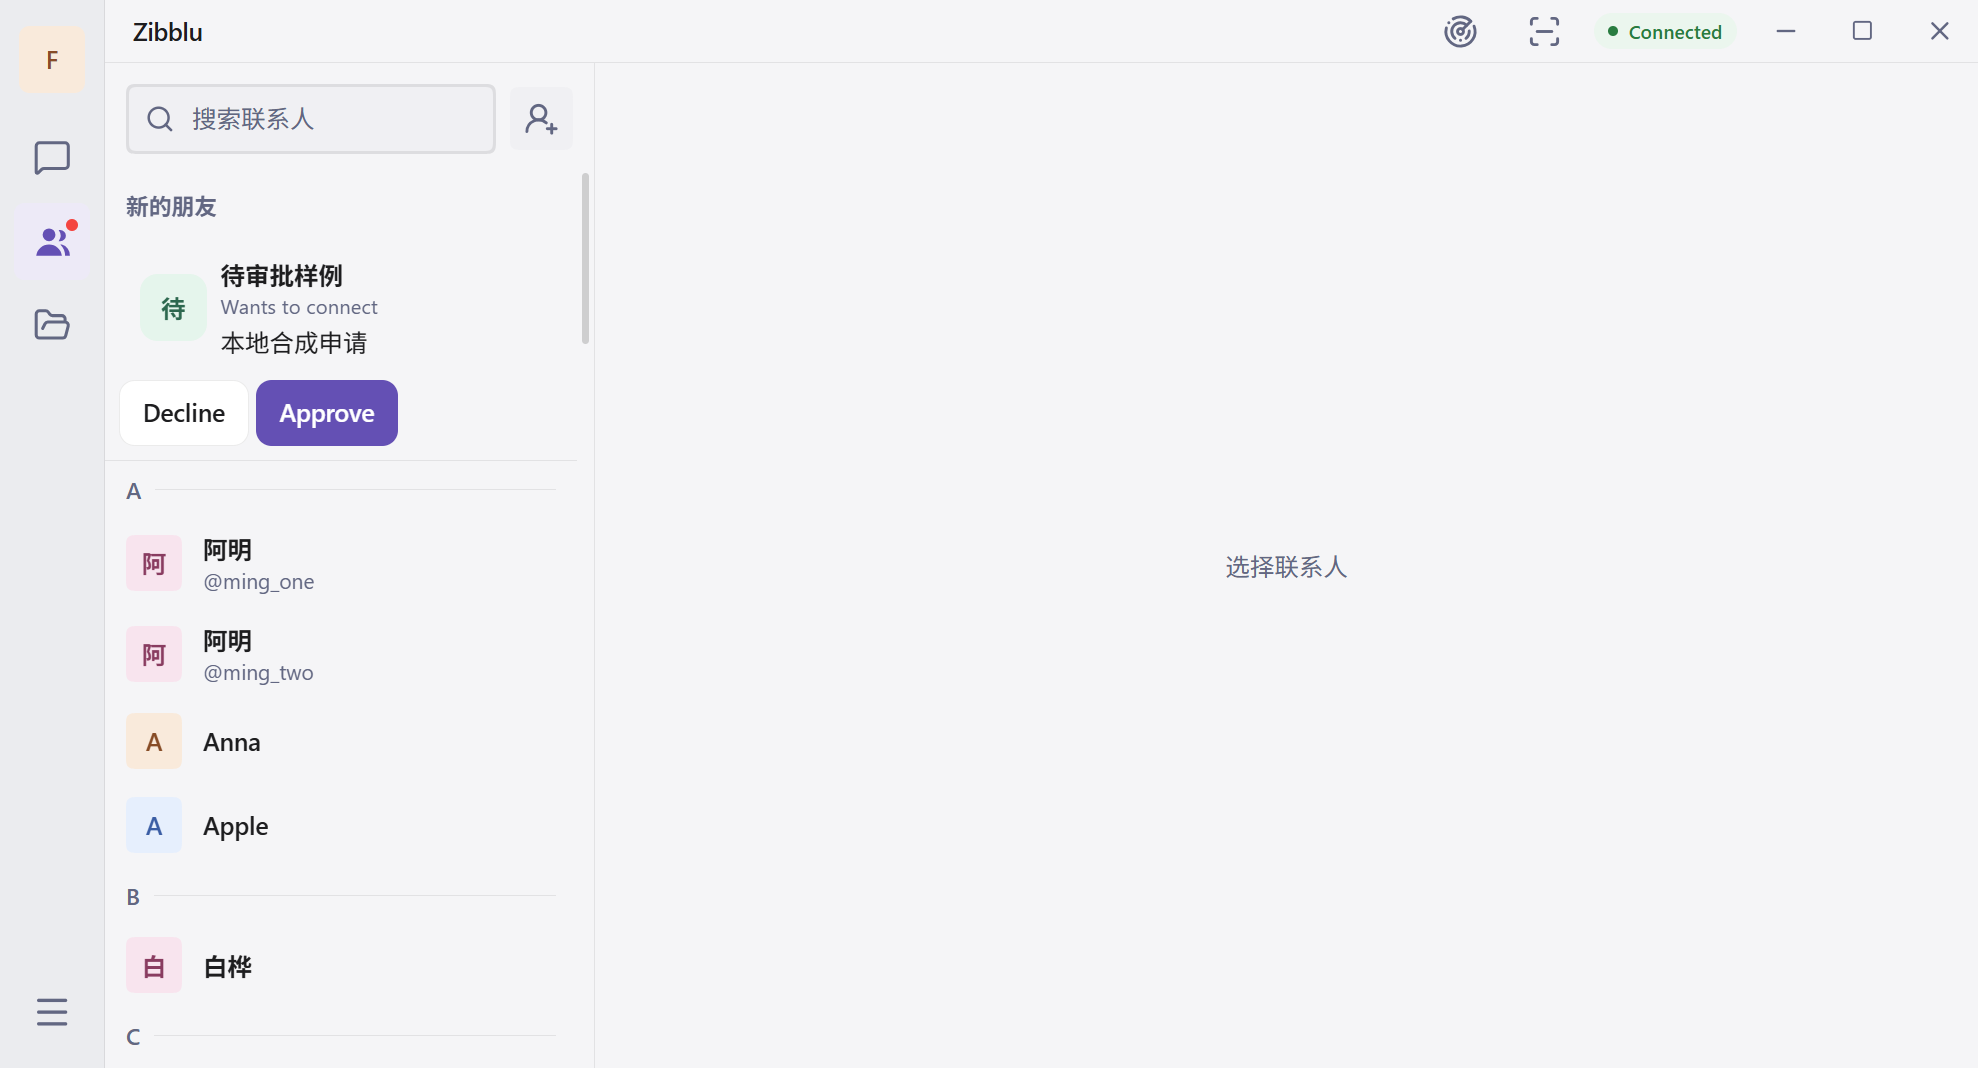 F
Zibblu
Connected
搜索联系人
新的朋友
待
待审批样例
Wants to connect
本地合成申请
Decline
Approve
A
阿
阿明
@ming_one
阿
阿明
@ming_two
A
Anna
A
Apple
B
白
白桦
C
选择联系人